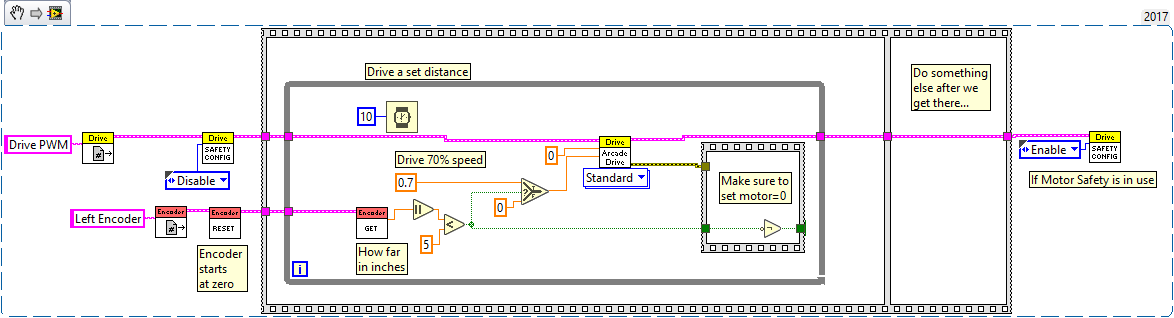 2017
Drive a set distance
Do something
else after we
get there...
10
Drive PWM
Drive
#
Drive
SAFETY
CONFIG
Disable
Drive 70% speed
0
Drive
Arcade
Drive
Standard
0.7
0
Make sure to
set motor=0
Enable
Drive
SAFETY
CONFIG
If Motor Safety is in use
Left Encoder
Encoder
#
Encoder
RESET
Encoder
starts
at zero
Encoder
GET
<
5
How far
in inches
i